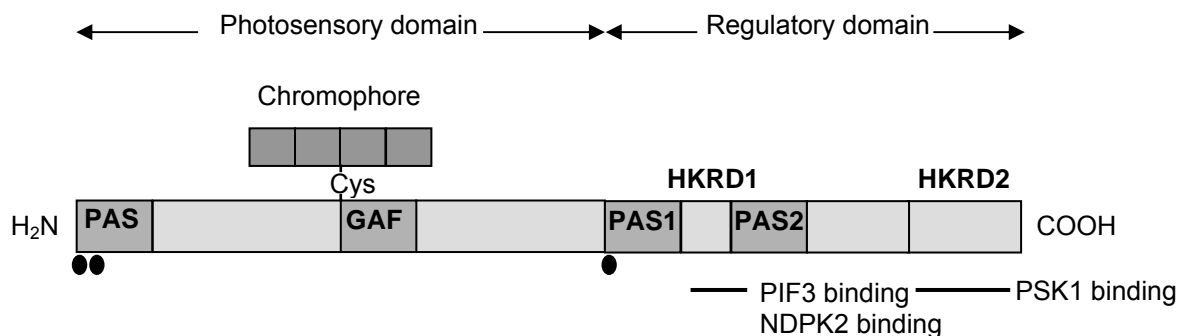 Photosensory domain
Regulatory domain
Chromophore
Cys
HKRD1
HKRD2
H₂N
PAS
GAF
PAS1
PAS2
COOH
PIF3 binding
PSK1 binding
NDPK2 binding